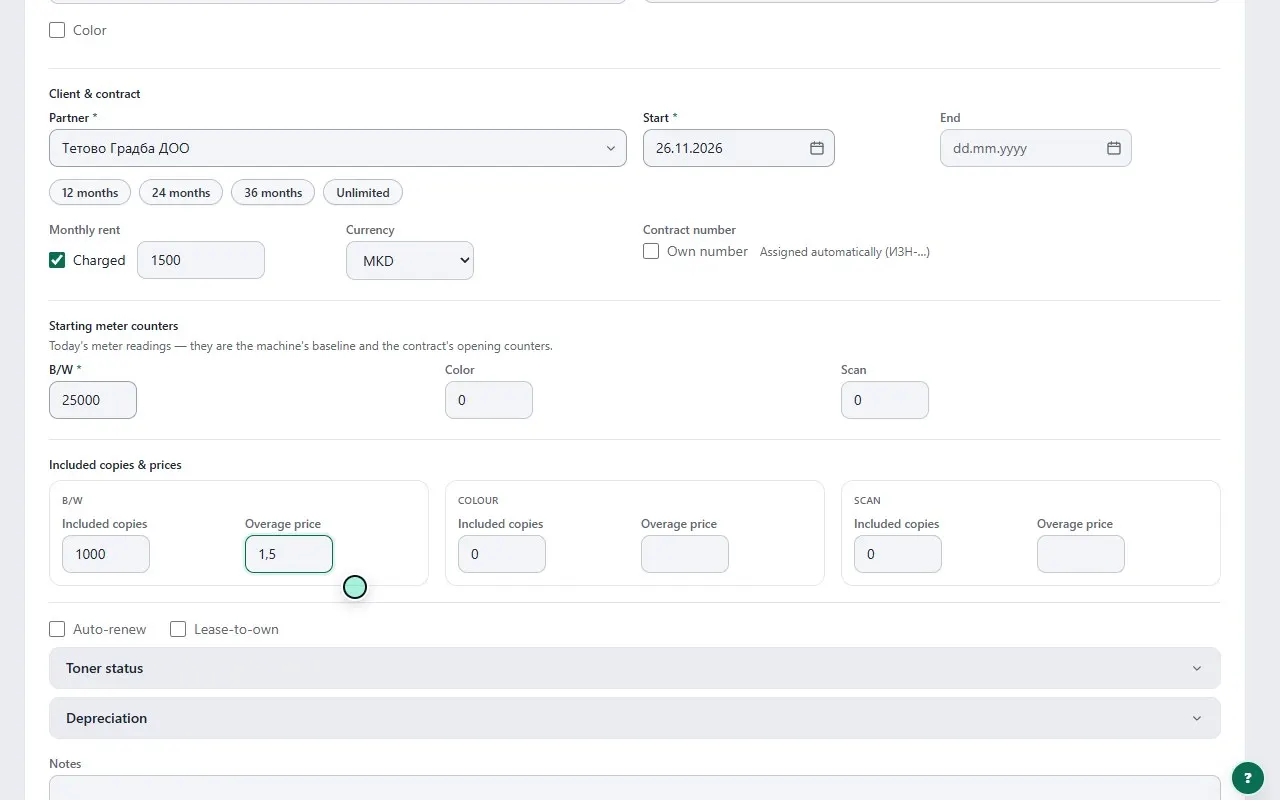 Color
Client & contract
Partner * Start * End
Тетово Градба ДОО 26.11.2026 dd.mm.yyyy
12 months 24 months 36 months Unlimited
Monthly rent Currency Contract number
Charged 1500 MKD Own number Assigned automatically (ИЗН-...)
Starting meter counters
Today's meter readings — they are the machine's baseline and the contract's opening counters.
B/W * Color Scan
25000 0 0
Included copies & prices
B/W COLOUR SCAN
Included copies Overage price Included copies Overage price Included copies Overage price
1000 1,5 0 0
Auto-renew Lease-to-own
Toner status
Depreciation
Notes
?